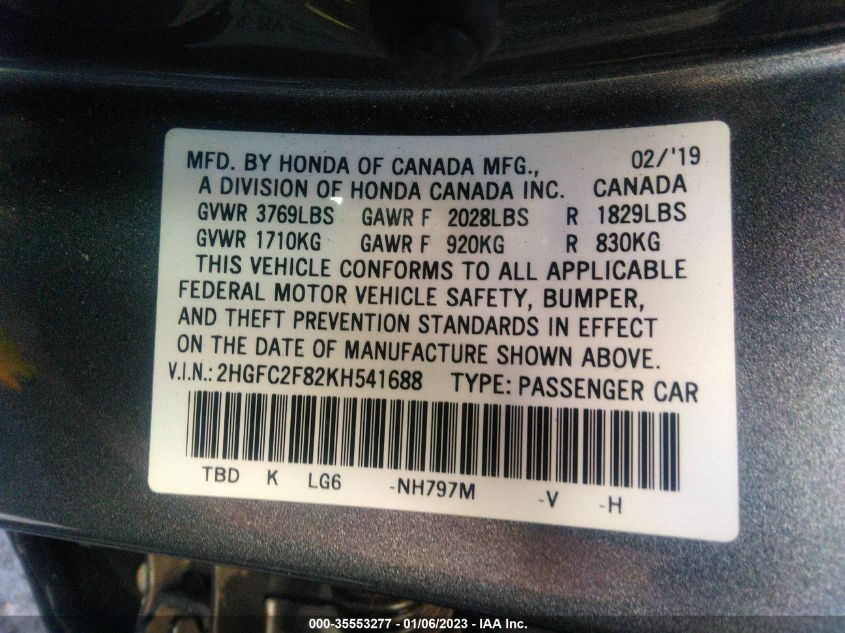 MFD. BY HONDA OF CANADA MFG., 02/'19
A DIVISION OF HONDA CANADA INC. CANADA
GVWR 3769LBS GAWR F 2028LBS R 1829LBS
GVWR 1710KG GAWR F 920KG R 830KG
THIS VEHICLE CONFORMS TO ALL APPLICABLE
FEDERAL MOTOR VEHICLE SAFETY, BUMPER,
AND THEFT PREVENTION STANDARDS IN EFFECT
ON THE DATE OF MANUFACTURE SHOWN ABOVE.
V.I.N.: 2HGFC2F82KH541688 TYPE: PASSENGER CAR
TBD K LG6 -NH797M -V -H
000-35553277 - 01/06/2023 - IAA Inc.